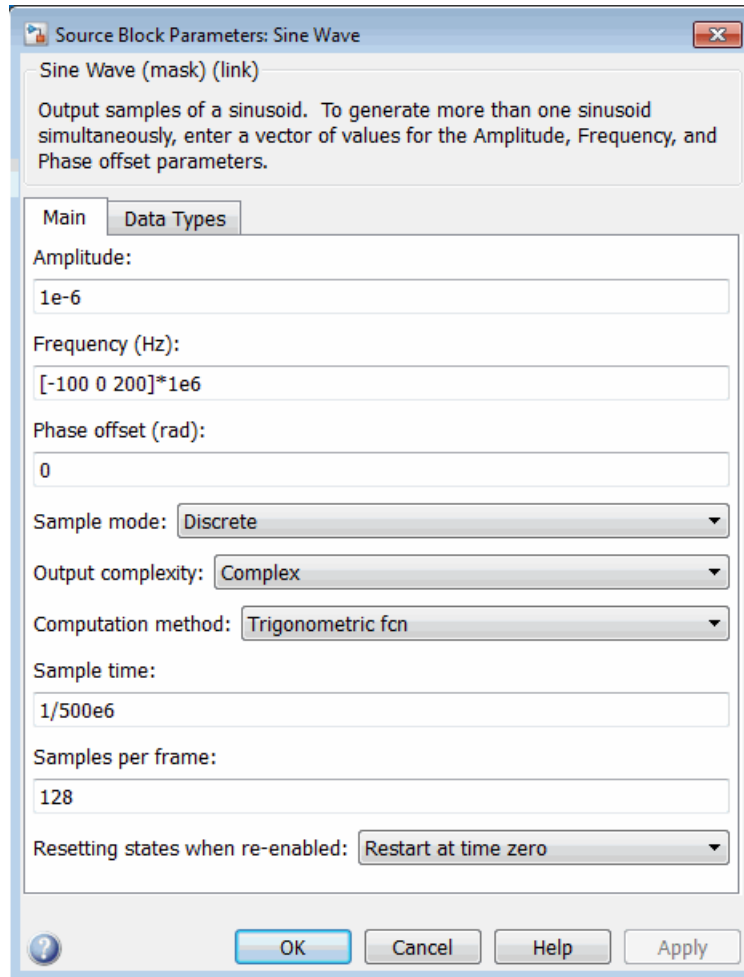 Source Block Parameters: Sine Wave
Sine Wave (mask) (link)
Output samples of a sinusoid.  To generate more than one sinusoid
simultaneously, enter a vector of values for the Amplitude, Frequency, and
Phase offset parameters.
Main
Data Types
Amplitude:
1e-6
Frequency (Hz):
[-100 0 200]*1e6
Phase offset (rad):
0
Sample mode: Discrete
Output complexity: Complex
Computation method: Trigonometric fcn
Sample time:
1/500e6
Samples per frame:
128
Resetting states when re-enabled: Restart at time zero
OK Cancel Help Apply